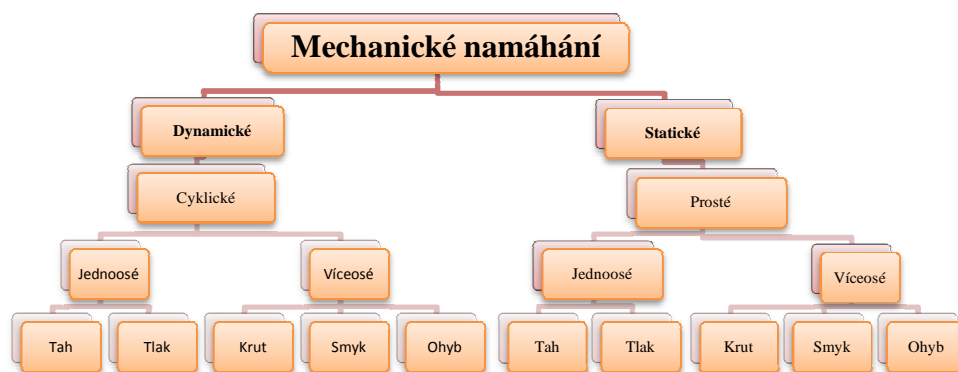 Mechanické namáhání
Dynamické
Statické
Cyklické
Prosté
Jednoosé
Víceosé
Jednoosé
Víceosé
Tah
Tlak
Krut
Smyk
Ohyb
Tah
Tlak
Krut
Smyk
Ohyb